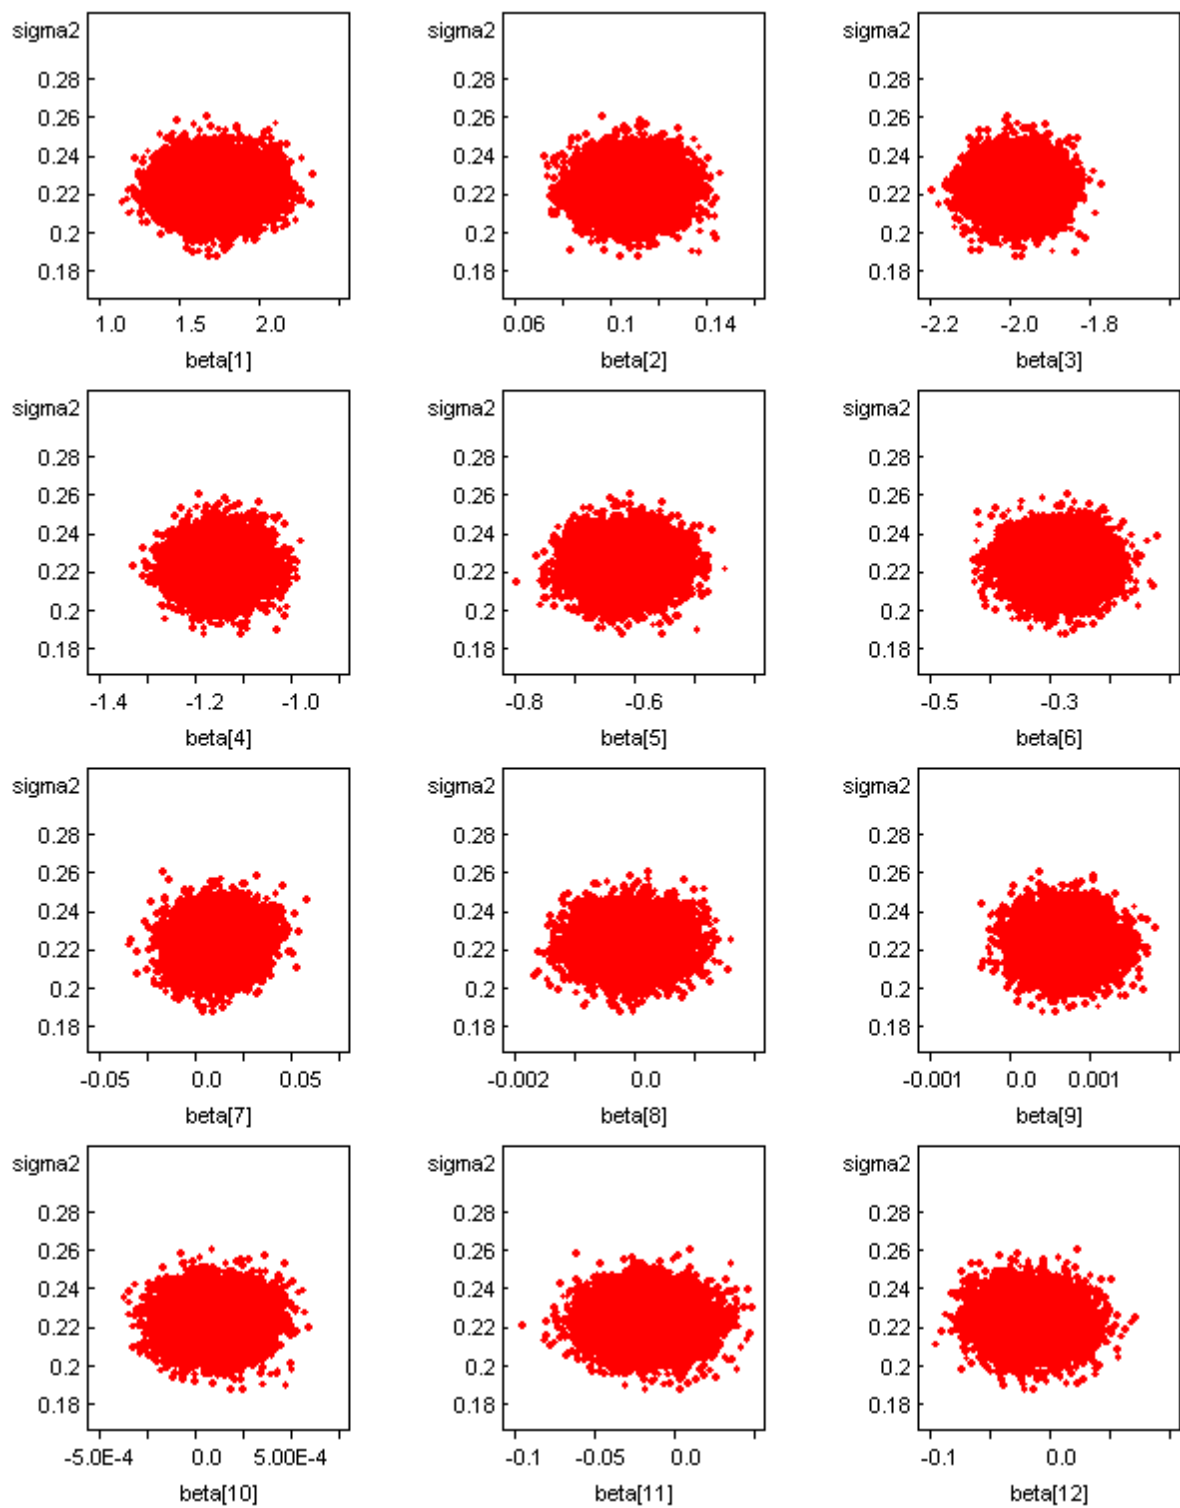 sigma2 sigma2 sigma2
0.28 0.28 0.28
0.26 0.26 0.26
0.24 0.24 0.24
0.22 0.22 0.22
0.2 0.2 0.2
0.18 0.18 0.18
1.0 1.5 2.0 0.06 0.1 0.14 -2.2 -2.0 -1.8
beta[1] beta[2] beta[3]
sigma2 sigma2 sigma2
0.28 0.28 0.28
0.26 0.26 0.26
0.24 0.24 0.24
0.22 0.22 0.22
0.2 0.2 0.2
0.18 0.18 0.18
-1.4 -1.2 -1.0 -0.8 -0.6 -0.5 -0.3
beta[4] beta[5] beta[6]
sigma2 sigma2 sigma2
0.28 0.28 0.28
0.26 0.26 0.26
0.24 0.24 0.24
0.22 0.22 0.22
0.2 0.2 0.2
0.18 0.18 0.18
-0.05 0.0 0.05 -0.002 0.0 -0.001 0.0 0.001
beta[7] beta[8] beta[9]
sigma2 sigma2 sigma2
0.28 0.28 0.28
0.26 0.26 0.26
0.24 0.24 0.24
0.22 0.22 0.22
0.2 0.2 0.2
0.18 0.18 0.18
-5.0E-4 0.0 5.00E-4 -0.1 -0.05 0.0 -0.1 0.0
beta[10] beta[11] beta[12]